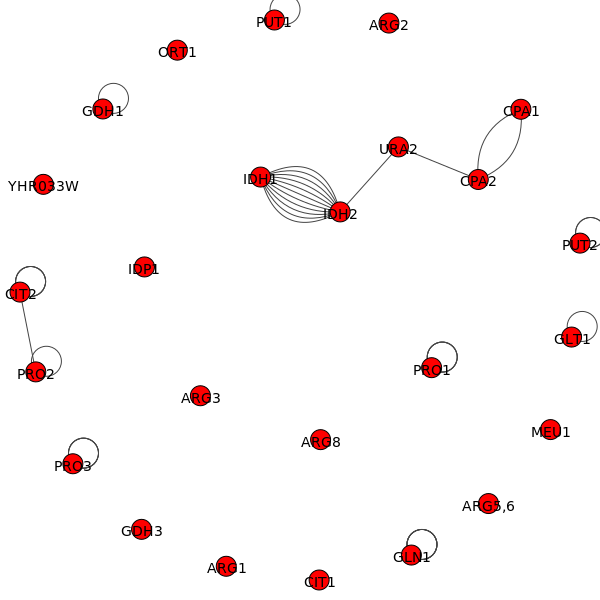 PUT1
ARG2
ORT1
GDH1
CPA1
URA2
IDH1
CPA2
YHR033W
IDH2
PUT2
IDP1
CIT2
GLT1
PRO2
PRO1
ARG3
MEU1
ARG8
PRO3
ARG5,6
GDH3
GLN1
ARG1
CIT1